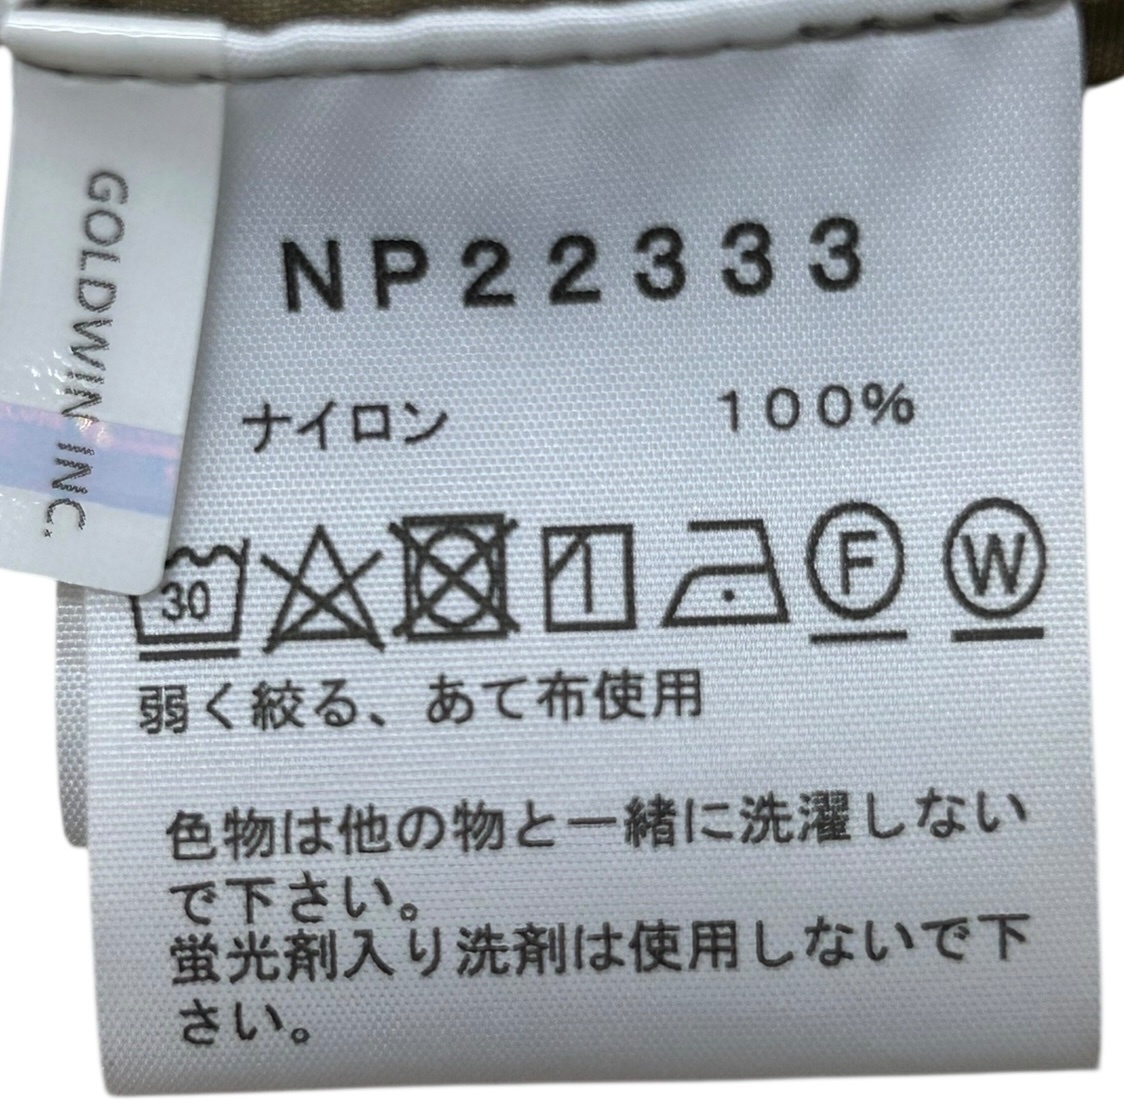 GOLDWIN INC.
NP22333
ナイロン 100%
30
F W
弱く絞る、あて布使用
色物は他の物と一緒に洗濯しない
で下さい。
蛍光剤入り洗剤は使用しないで下
さい。